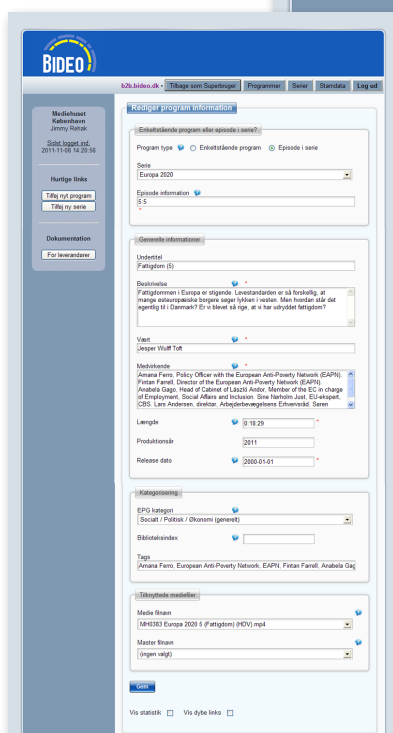 BIDEO
b2b.bideo.dk - Tilbage som Superbruger Programmer Serier Stamdata Log ud
Mediehuset
København
Jimmy Rehak
Sidst logget ind:
2011-11-08 14:20:56
Hurtige links
Tilføj nyt program
Tilføj ny serie
Dokumentation
For leverandører
Rediger program information
Enkeltstående program eller episode i serie?
Program type Enkeltstående program Episode i serie
Serie
Europa 2020
Episode information
5:5
*
Generelle informationer
Undertitel
Fattigdom (5)
Beskrivelse *
Fattigdommen i Europa er stigende. Levestandarden er så forskellig, at
mange østeuropæiske borgere søger lykken i vesten. Men hvordan står det
egentlig til i Danmark? Er vi blevet så rige, at vi har udryddet fattigdom?
Vært *
Jesper Wulff Toft
Medvirkende *
Amana Ferro, Policy Officer with the European Anti-Poverty Network (EAPN).
Fintan Farrell, Director of the European Anti-Poverty Network (EAPN).
Anabela Gago, Head of Cabinet of László Andor, Member of the EC in charge
of Employment, Social Affairs and Inclusion. Sine Nørholm Just, EU-ekspert,
CBS. Lars Andersen, direktør, Arbejderbevægelsens Erhvervsråd. Søren
Længde 0:18:29 *
Produktionsår 2011
Release dato 2000-01-01 *
Kategorisering
EPG kategori
Socialt / Politisk / Økonomi (generelt)
Biblioteksindex
Tags
Amana Ferro, European Anti-Poverty Network, EAPN, Fintan Farrell, Anabela Gag
Tilknyttede mediefiler
Medie filnavn
MH0383 Europa 2020 5 (Fattigdom) (HDV).mp4
Master filnavn
(ingen valgt)
Gem
Vis statistik Vis dybe links